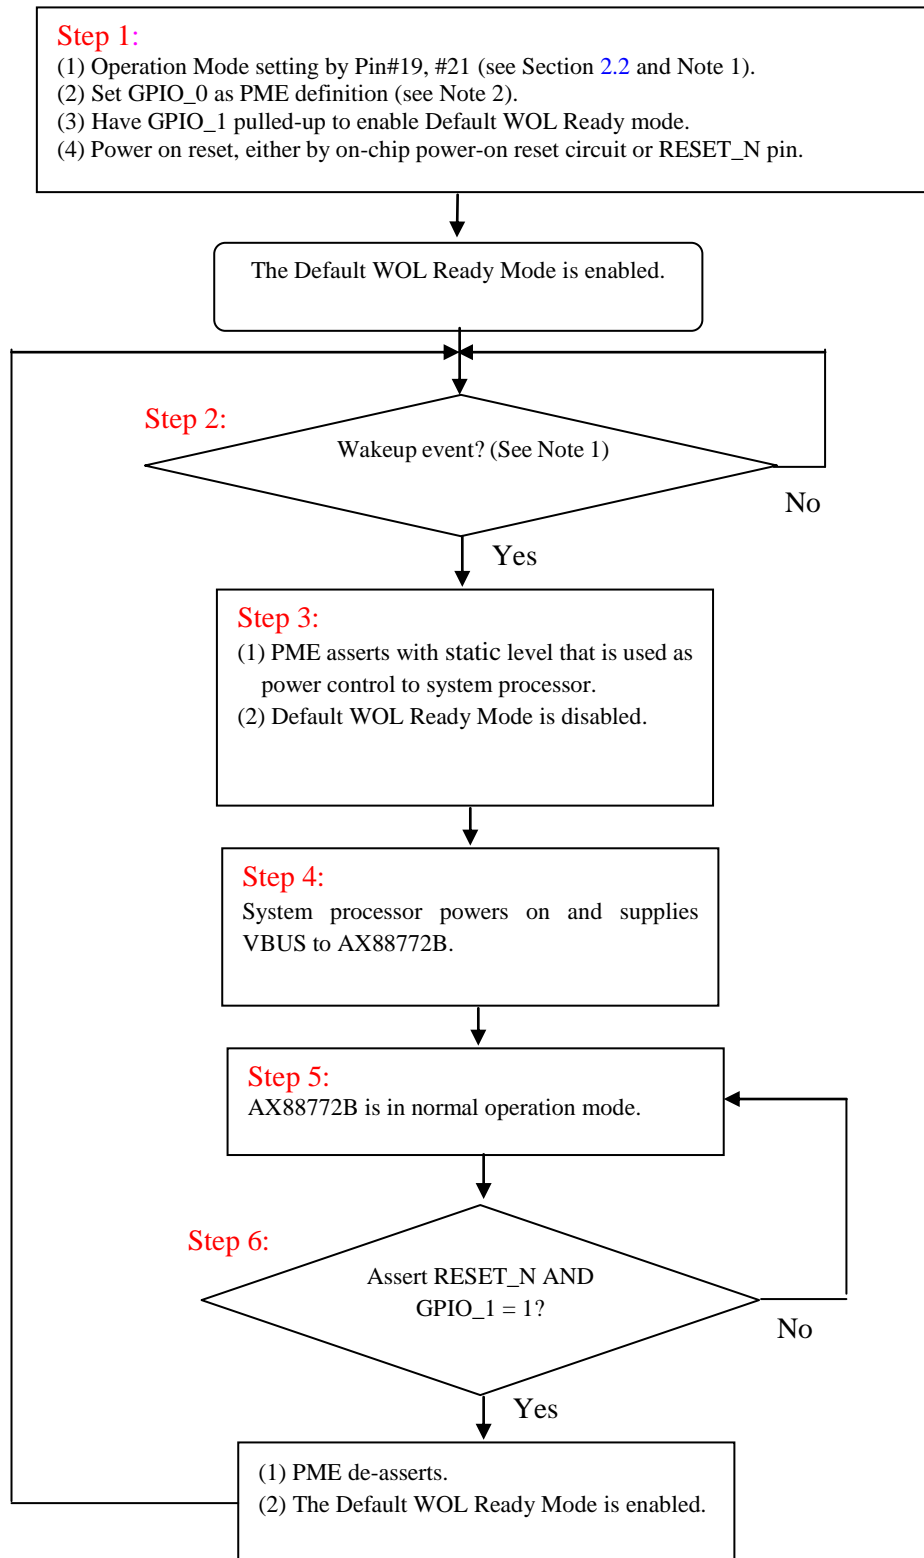 Step 1:
(1) Operation Mode setting by Pin#19, #21 (see Section 2.2 and Note 1).
(2) Set GPIO_0 as PME definition (see Note 2).
(3) Have GPIO_1 pulled-up to enable Default WOL Ready mode.
(4) Power on reset, either by on-chip power-on reset circuit or RESET_N pin.
The Default WOL Ready Mode is enabled.
Step 2:
Wakeup event? (See Note 1)
No
Yes
Step 3:
(1) PME asserts with static level that is used as
power control to system processor.
(2) Default WOL Ready Mode is disabled.
Step 4:
System processor powers on and supplies
VBUS to AX88772B.
Step 5:
AX88772B is in normal operation mode.
Step 6:
Assert RESET_N AND
GPIO_1 = 1?
No
Yes
(1) PME de-asserts.
(2) The Default WOL Ready Mode is enabled.